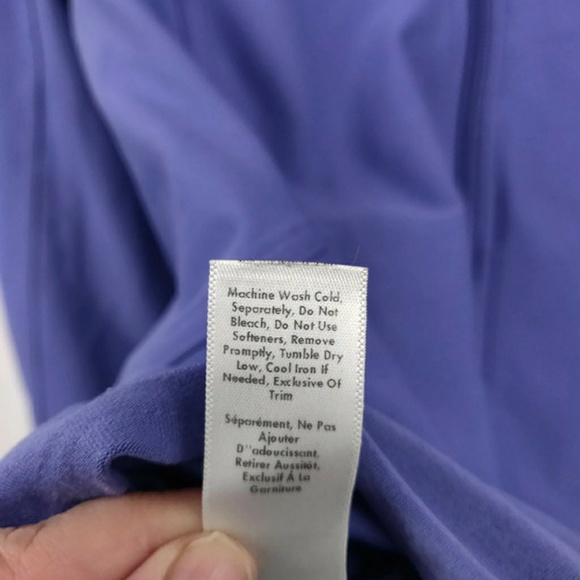 Machine Wash Cold,
Separately, Do Not
Bleach, Do Not Use
Softeners, Remove
Promptly, Tumble Dry
Low, Cool Iron If
Needed, Exclusive Of
Trim
Séparément, Ne Pas
Ajouter
D''adoucissant,
Retirer Aussitôt,
Exclusif À La
Garniture